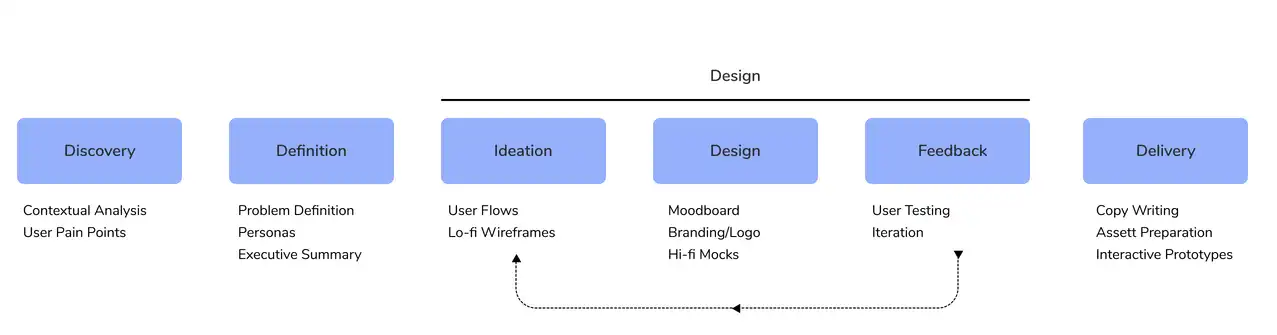 Design
Discovery
Definition
Ideation
Design
Feedback
Delivery
Contextual Analysis
User Pain Points
Problem Definition
Personas
Executive Summary
User Flows
Lo-fi Wireframes
Moodboard
Branding/Logo
Hi-fi Mocks
User Testing
Iteration
Copy Writing
Assett Preparation
Interactive Prototypes